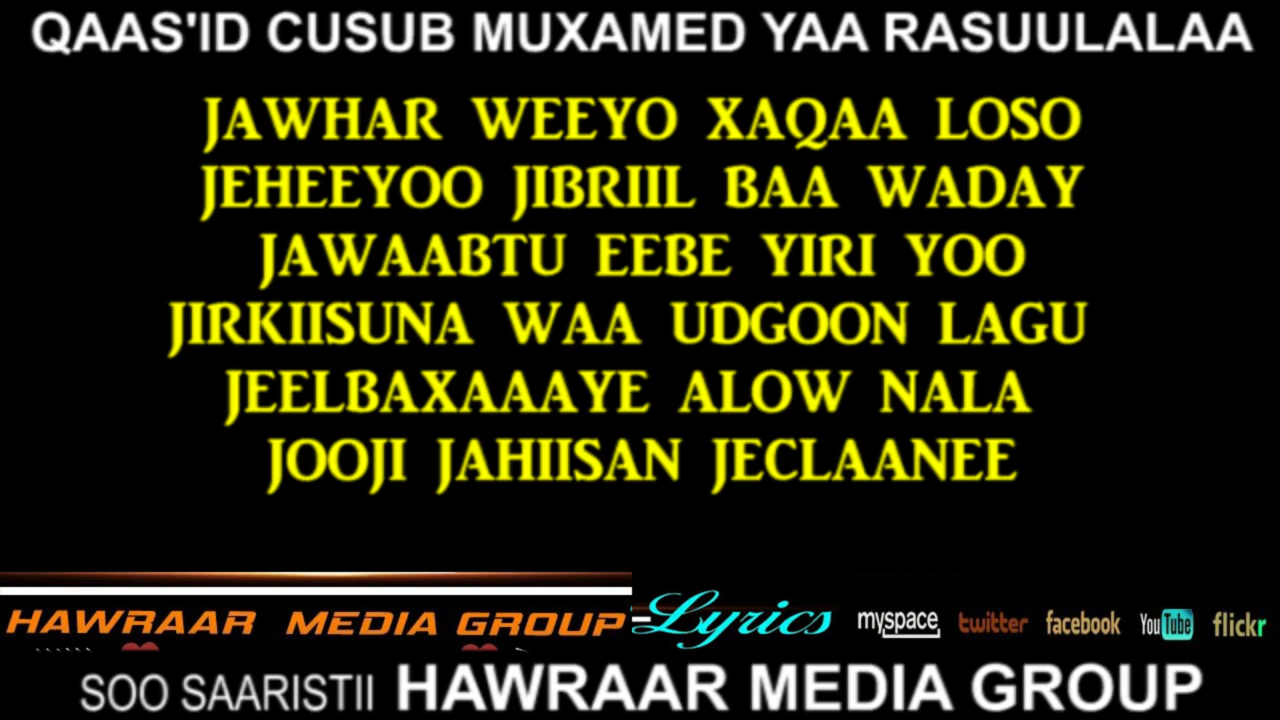 QAAS'ID CUSUB MUXAMED YAA RASUULALAA
JAWHAR WEEYO XAQAA LOSO
JEHEEYOO JIBRIIL BAA WADAY
JAWAABTU EEBE YIRI YOO
JIRKIISUNA WAA UDGOON LAGU
JEELBAXAAAYE ALOW NALA
JOOJI JAHIISAN JECLAANEE
HAWRAAR MEDIA GROUP Lyrics myspace twitter facebook YouTube flickr
SOO SAARISTII HAWRAAR MEDIA GROUP